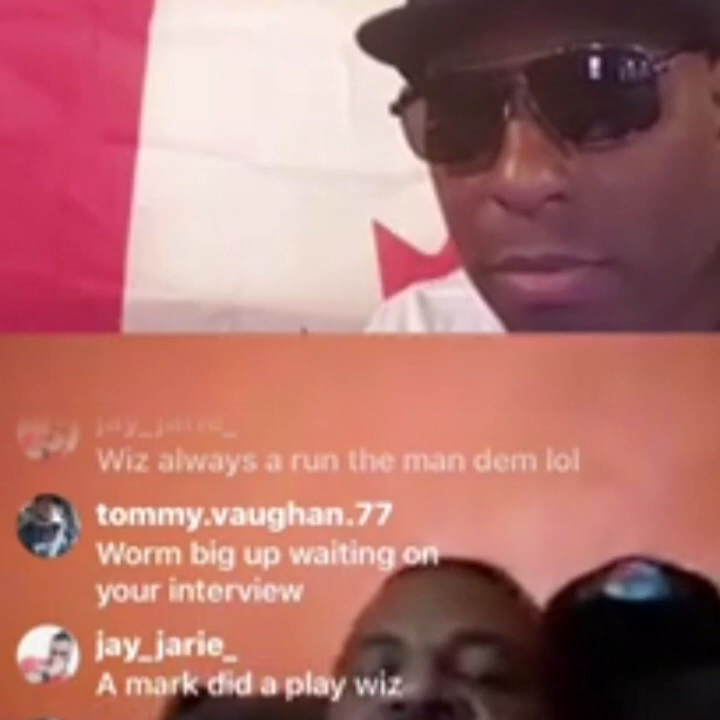 jay_jarie_
Wiz always a run the man dem lol
tommy.vaughan.77
Worm big up waiting on
your interview
jay_jarie_
A mark did a play wiz